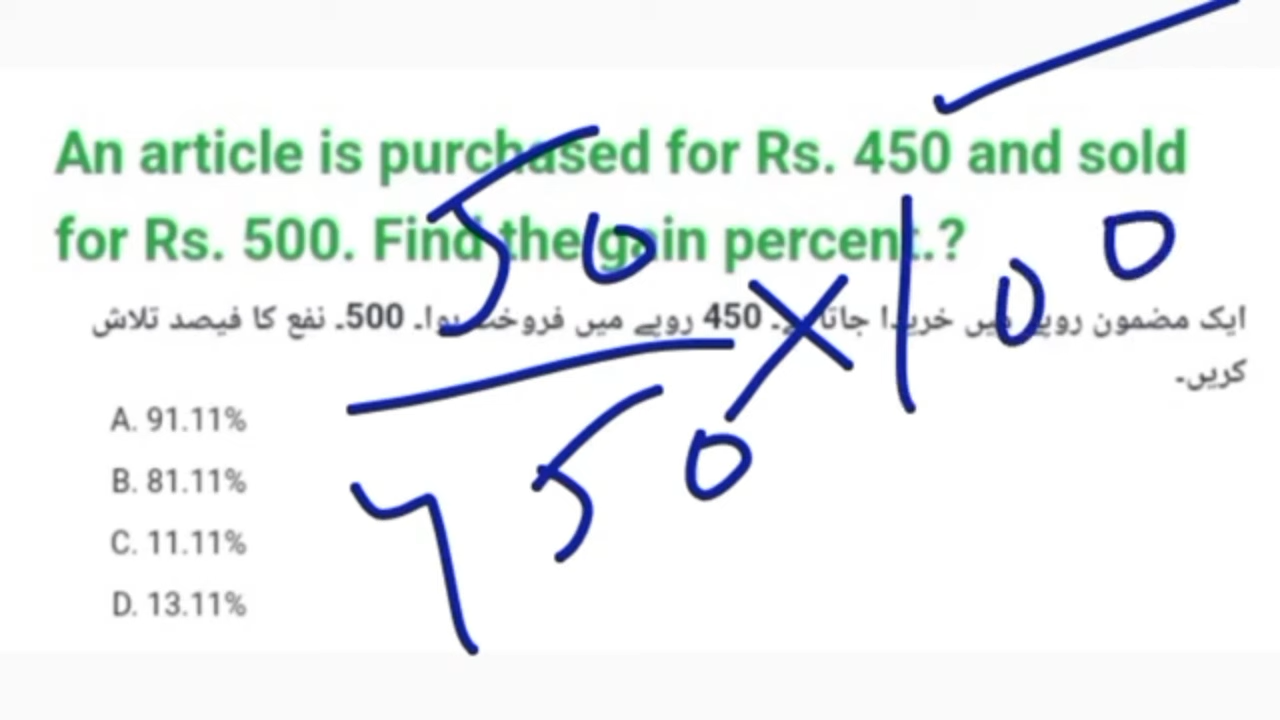 An article is purchased for Rs. 450 and sold
for Rs. 500. Find the gain percent.?
ایک مضمون روپے میں خریدا جاتا ہے۔ 450 روپے میں فروخت ہوا۔ 500۔ نفع کا فیصد تلاش
کریں۔
50
× 100
450
A. 91.11%
B. 81.11%
C. 11.11%
D. 13.11%